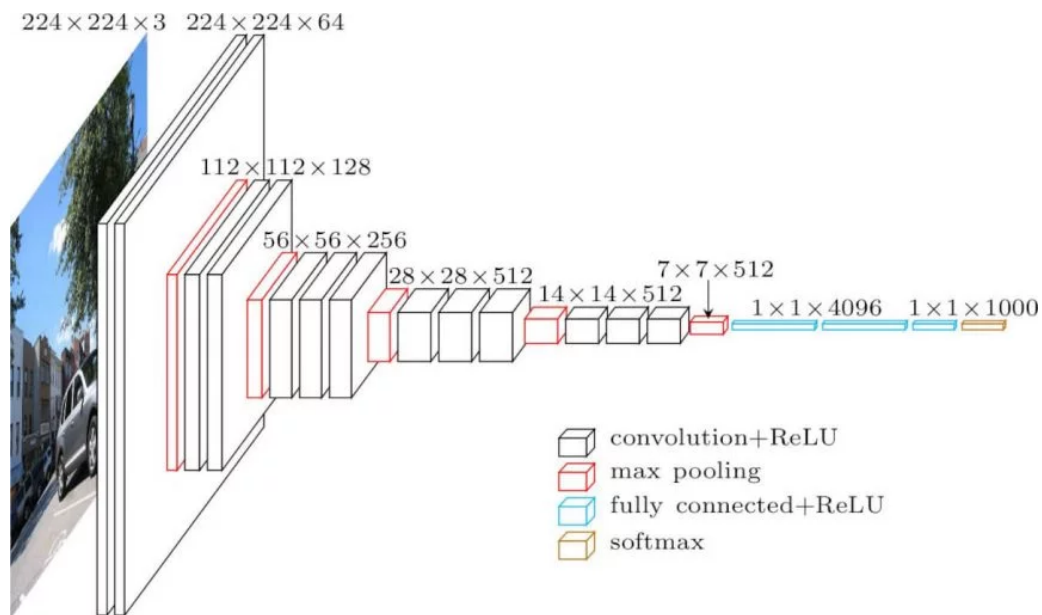 224×224×3
224×224×64
112×112×128
56×56×256
28×28×512
14×14×512
7×7×512
1×1×4096
1×1×1000
convolution+ReLU
max pooling
fully connected+ReLU
softmax